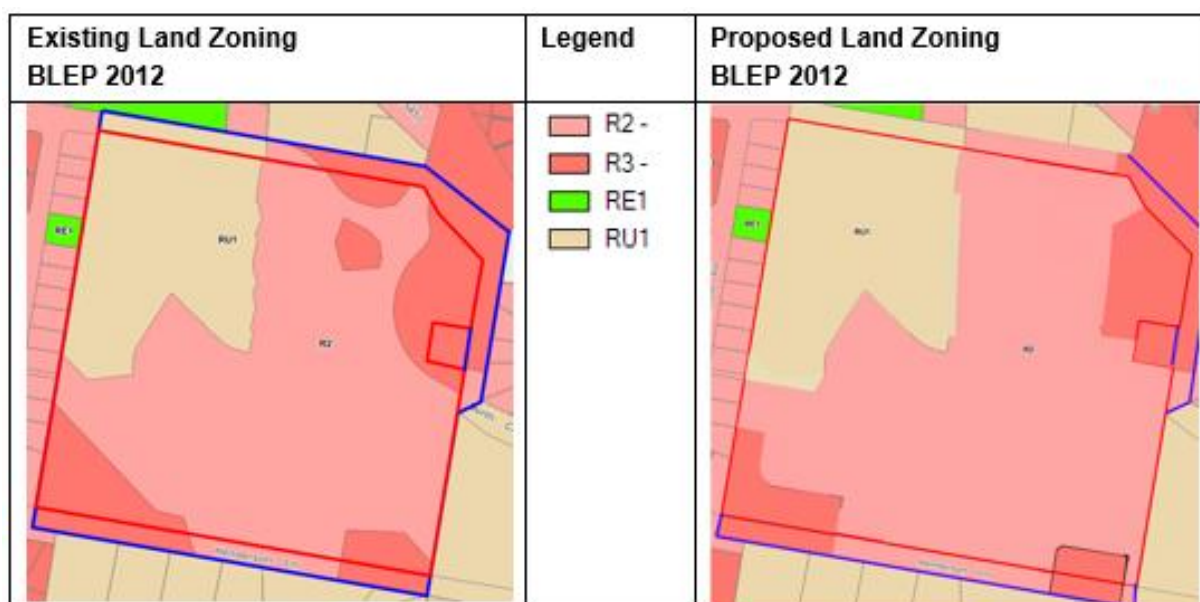 Existing Land Zoning
BLEP 2012
Legend
Proposed Land Zoning
BLEP 2012
R2 -
R3 -
RE1
RU1
RE1
RU1
R2
RE1
RU1